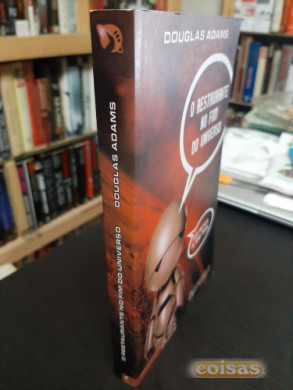 DOUGLAS ADAMS
O RESTAURANTE
NO FIM
DO UNIVERSO
O RESTAURANTE NO FIM DO UNIVERSO DOUGLAS ADAMS
coisas